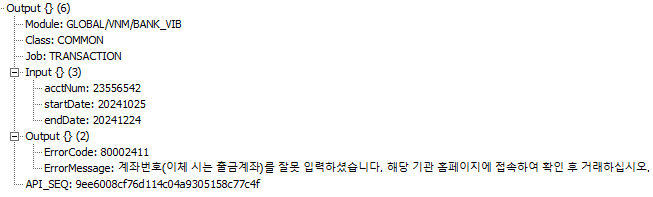 Output {} (6)
Module: GLOBAL/VNM/BANK_VIB
Class: COMMON
Job: TRANSACTION
Input {} (3)
acctNum: 23556542
startDate: 20241025
endDate: 20241224
Output {} (2)
ErrorCode: 80002411
ErrorMessage: 계좌번호(이체 시는 출금계좌)를 잘못 입력하셨습니다. 해당 기관 홈페이지에 접속하여 확인 후 거래하십시오.
API_SEQ: 9ee6008cf76d114c04a9305158c77c4f